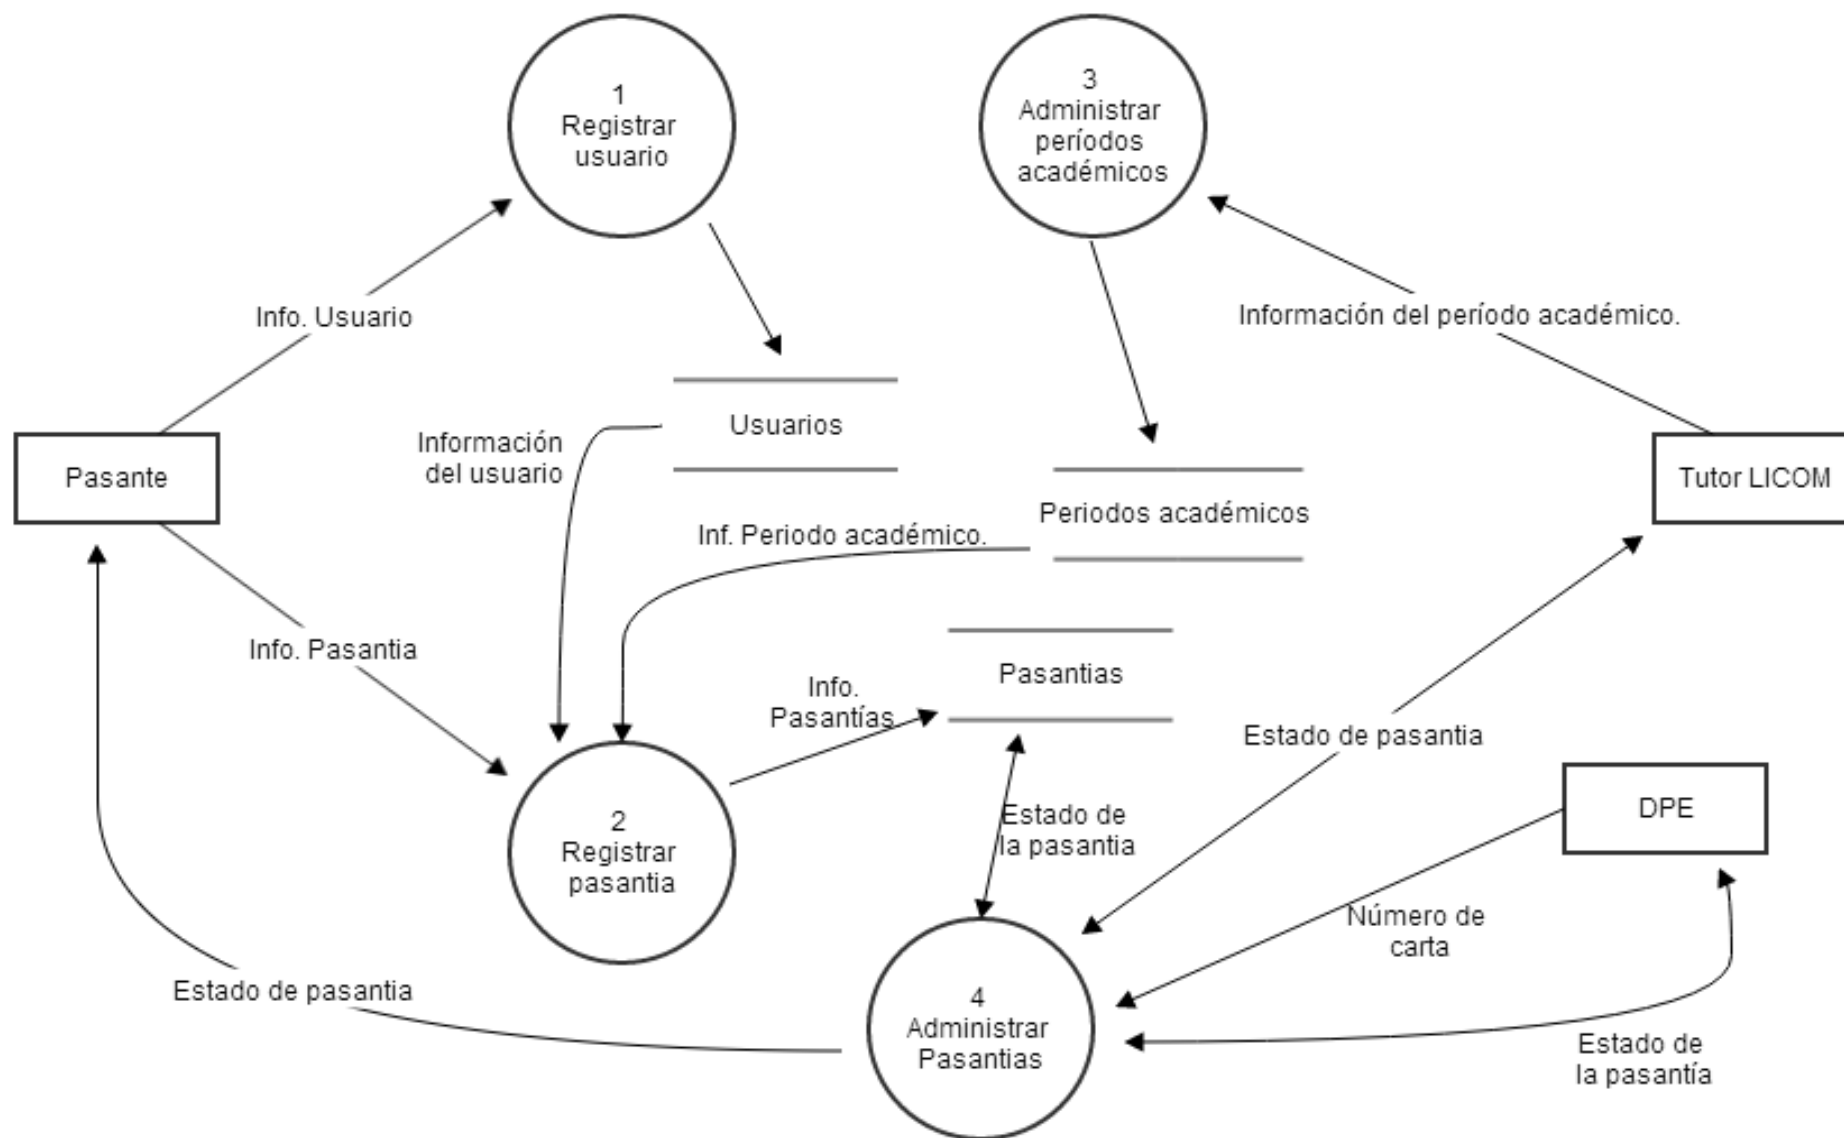 1
Registrar
usuario
3
Administrar
períodos
académicos
Info. Usuario
Información del período académico.
Usuarios
Información
del usuario
Pasante
Tutor LICOM
Periodos académicos
Inf. Periodo académico.
Info. Pasantia
Pasantias
Info.
Pasantías
Estado de pasantia
DPE
Estado de
la pasantia
2
Registrar
pasantia
Número de
carta
Estado de pasantia
4
Administrar
Pasantias
Estado de
la pasantía